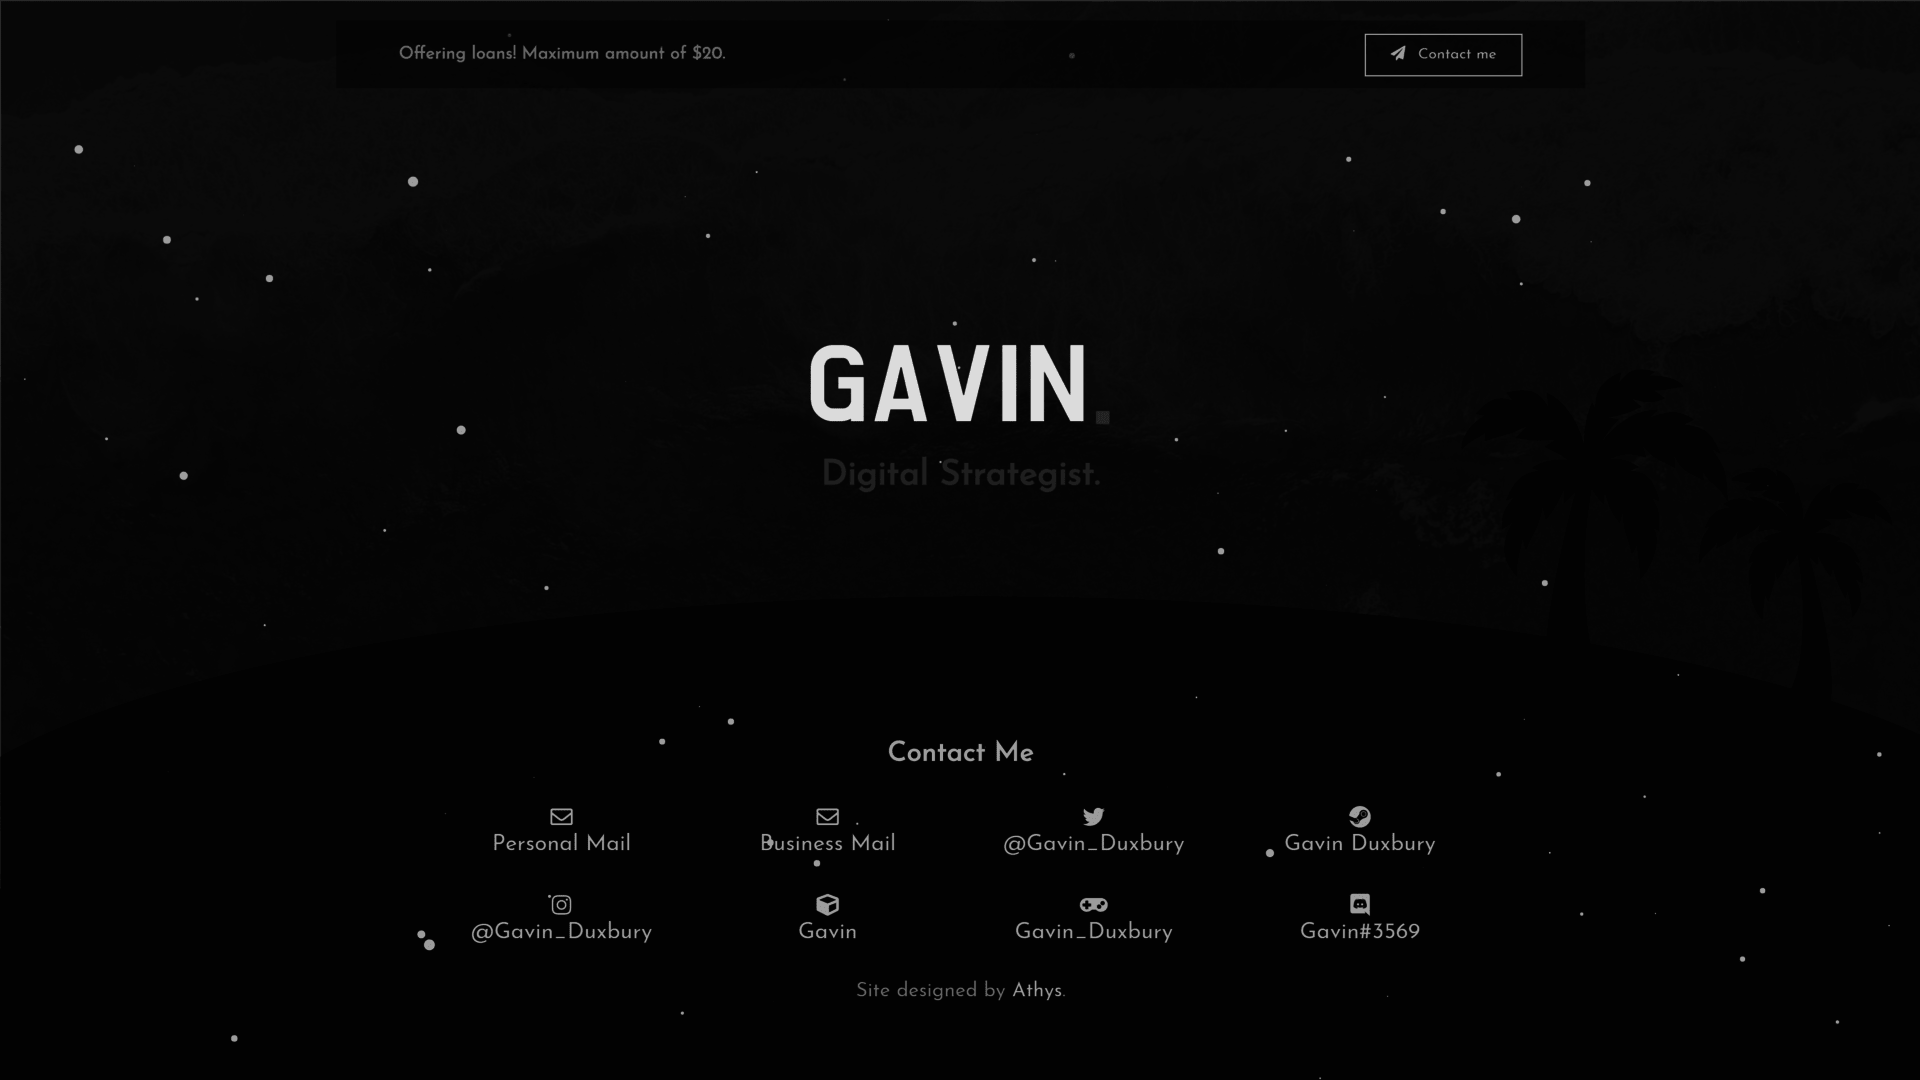 Offering loans! Maximum amount of $20.
Contact me
GAVIN.
Digital Strategist.
Contact Me
Personal Mail
Business Mail
@Gavin_Duxbury
Gavin Duxbury
@Gavin_Duxbury
Gavin
Gavin_Duxbury
Gavin#3569
Site designed by Athys.